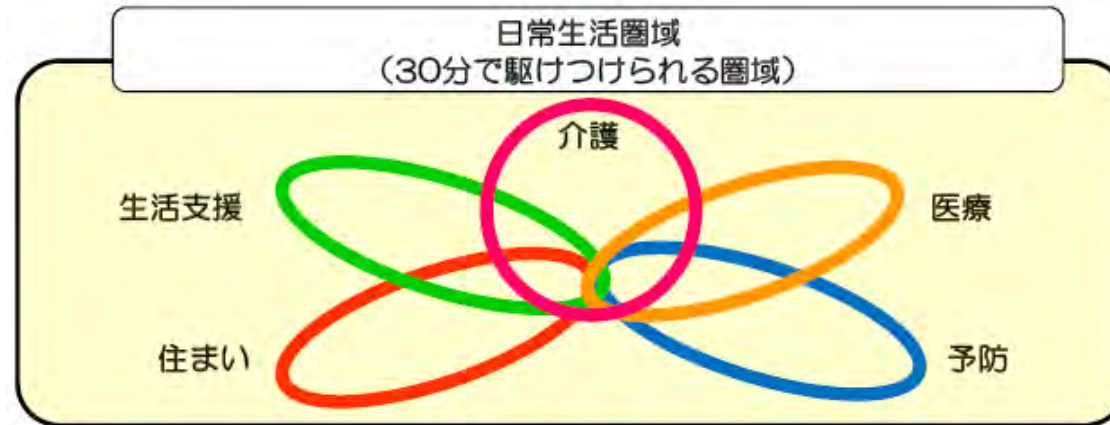 日常生活圏域
（30分で駆けつけられる圏域）
介護
生活支援
医療
住まい
予防